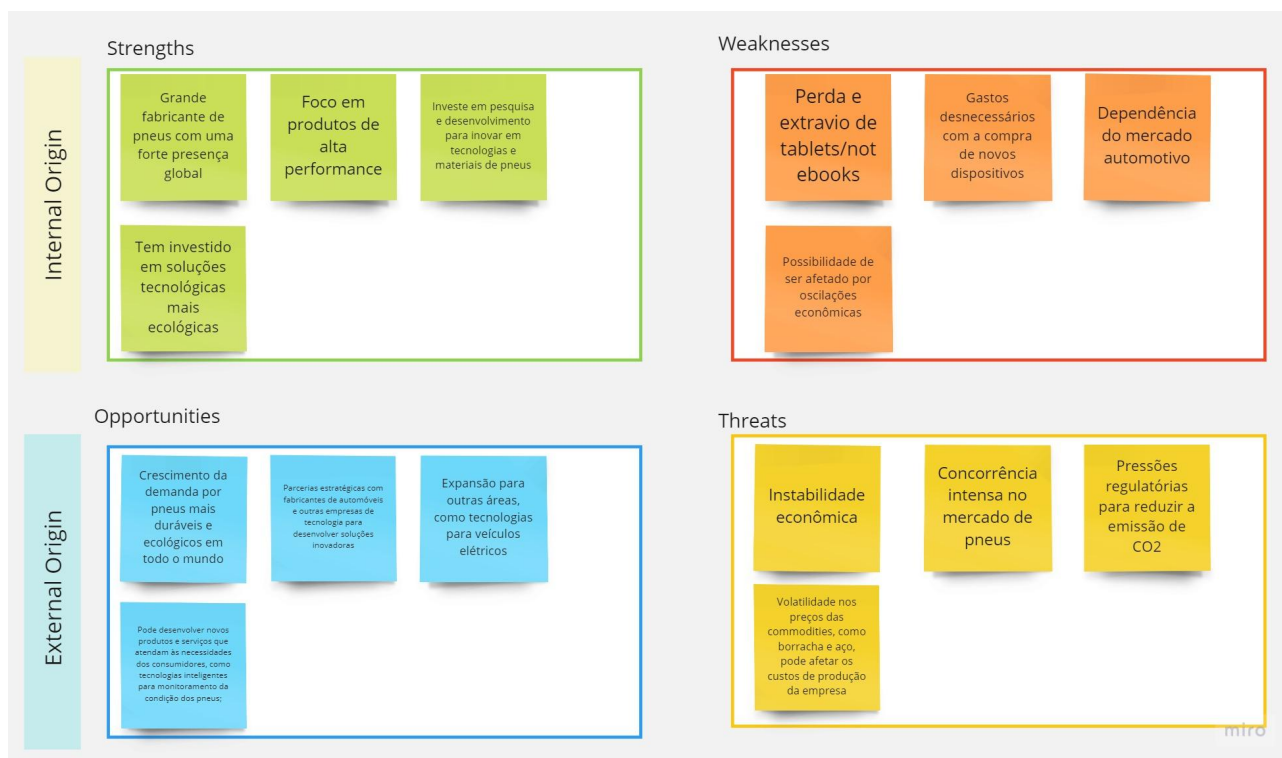 Strengths
Internal Origin
Grande
fabricante de
pneus com uma
forte presença
global
Foco em
produtos de
alta
performance
Investe em pesquisa
e desenvolvimento
para inovar em
tecnologias e
materiais de pneus
Tem investido
em soluções
tecnológicas
mais
ecológicas
Weaknesses
Perda e
extravio de
tablets/not
ebooks
Gastos
desnecessários
com a compra
de novos
dispositivos
Dependência
do mercado
automotivo
Possibilidade de
ser afetado por
oscilações
econômicas
Opportunities
External Origin
Crescimento da
demanda por
pneus mais
duráveis e
ecológicos em
todo o mundo
Parcerias estratégicas com
fabricantes de automóveis
e outras empresas de
tecnologia para
desenvolver soluções
inovadoras
Expansão para
outras áreas,
como tecnologias
para veículos
elétricos
Pode desenvolver novos
produtos e serviços que
atendam às necessidades
dos consumidores, como
tecnologias inteligentes
para monitoramento da
condição dos pneus;
Threats
Instabilidade
econômica
Concorrência
intensa no
mercado de
pneus
Pressões
regulatórias
para reduzir a
emissão de
CO2
Volatilidade nos
preços das
commodities, como
borracha e aço,
pode afetar os
custos de produção
da empresa
miro